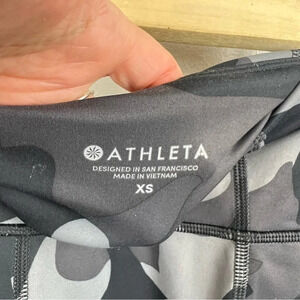 ATHLETA
DESIGNED IN SAN FRANCISCO
MADE IN VIETNAM
XS